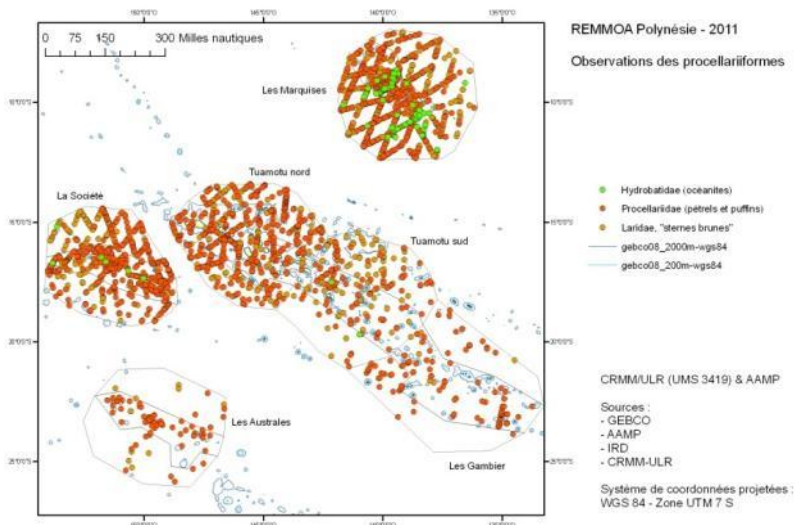 REMMOA Polynésie - 2011
Observations des procellariiformes
0 75 150 300 Milles nautiques
Les Marquises
Tuamotu nord
La Société
Tuamotu sud
Les Australes
Les Gambier
Hydrobatidae (océanites)
Procellariidae (pétrels et puffins)
Laridae, "sternes brunes"
gebco08_2000m-wgs84
gebco08_200m-wgs84
CRMM/ULR (UMS 3419) & AAMP
Sources :
- GEBCO
- AAMP
- IRD
- CRMM-ULR
Système de coordonnées projetées :
WGS 84 - Zone UTM 7 S